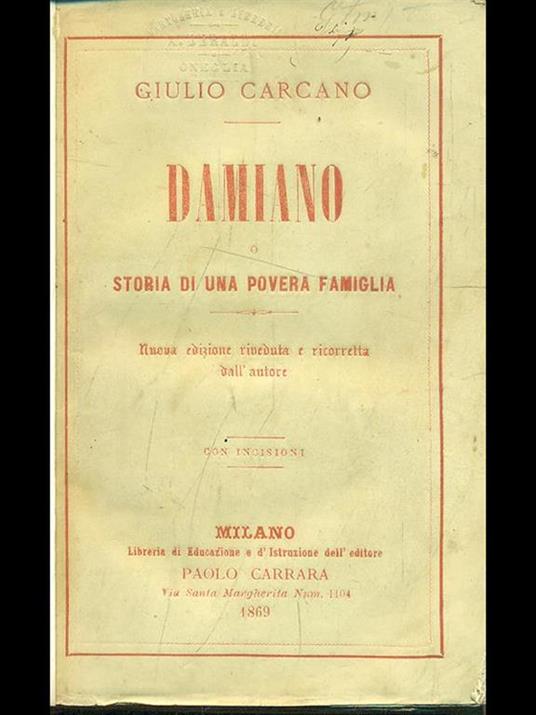 ONEGLIA
GIULIO CARCANO
DAMIANO
O
STORIA DI UNA POVERA FAMIGLIA
Nuova edizione riveduta e ricorretta
dall' autore
CON INCISIONI
MILANO
Libreria di Educazione e d' Istruzione dell' editore
PAOLO CARRARA
Via Santa Margherita Num. 1104
1869